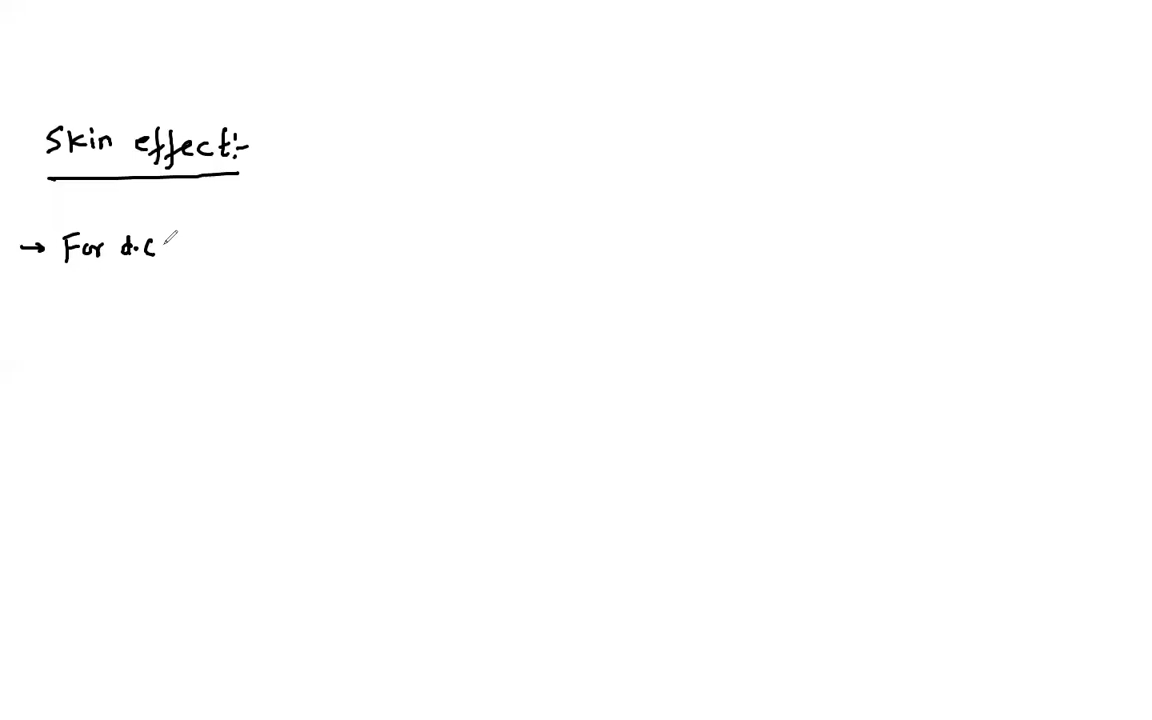 Skin effect:-
→ For d.c